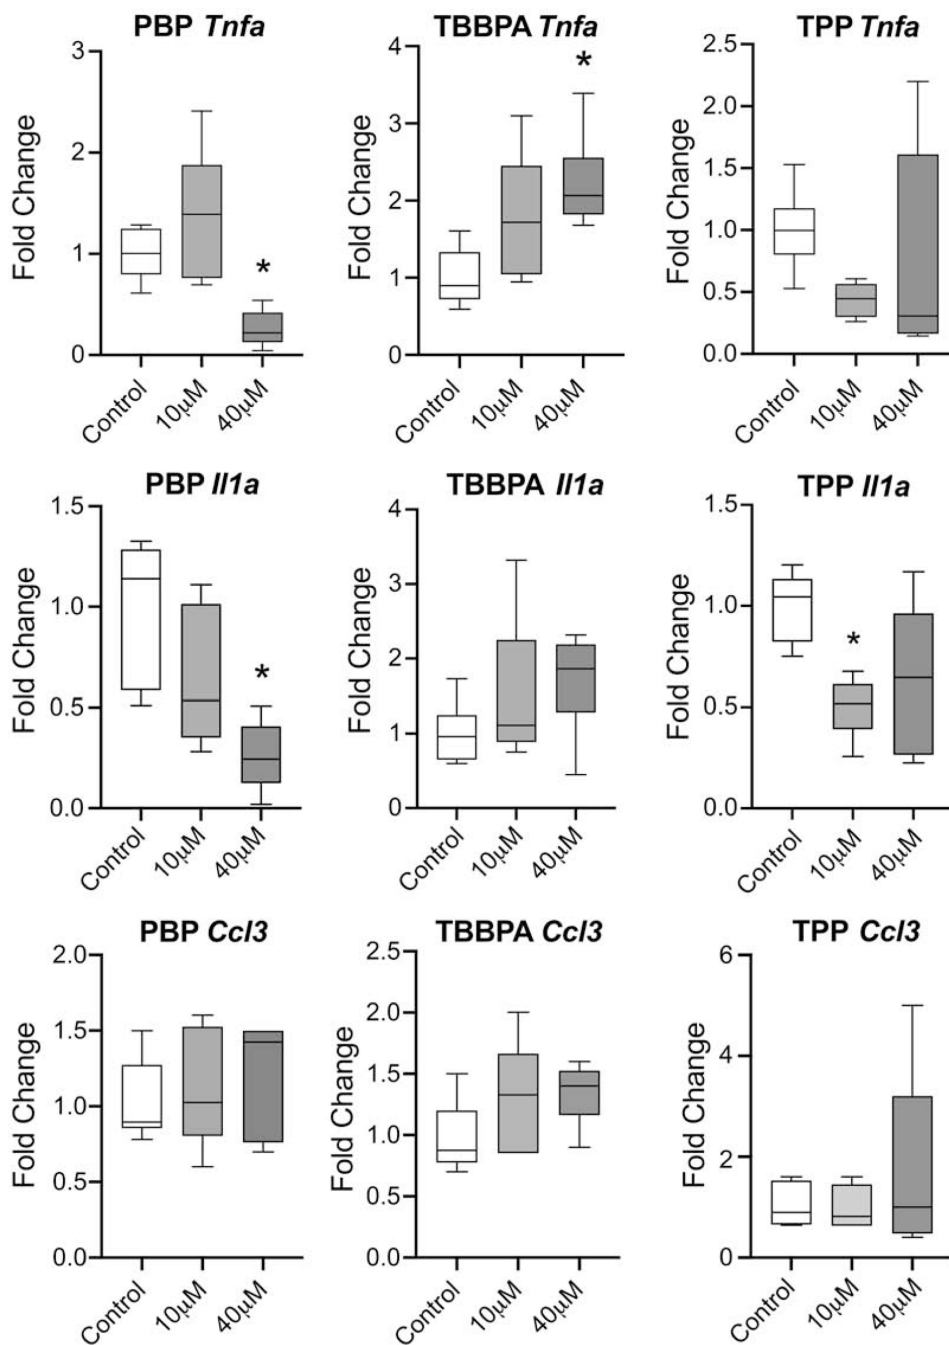 PBP Tnfa
TBBPA Tnfa
TPP Tnfa
Fold Change
3
2
1
0
*
Control
10μM
40μM
Fold Change
4
3
2
1
0
*
Control
10μM
40μM
Fold Change
2.5
2.0
1.5
1.0
0.5
0.0
Control
10μM
40μM
PBP Il1a
TBBPA Il1a
TPP Il1a
Fold Change
1.5
1.0
0.5
0.0
*
Control
10μM
40μM
Fold Change
4
3
2
1
0
Control
10μM
40μM
Fold Change
1.5
1.0
0.5
0.0
*
Control
10μM
40μM
PBP Ccl3
TBBPA Ccl3
TPP Ccl3
Fold Change
2.0
1.5
1.0
0.5
0.0
Control
10μM
40μM
Fold Change
2.5
2.0
1.5
1.0
0.5
0.0
Control
10μM
40μM
Fold Change
6
4
2
0
Control
10μM
40μM